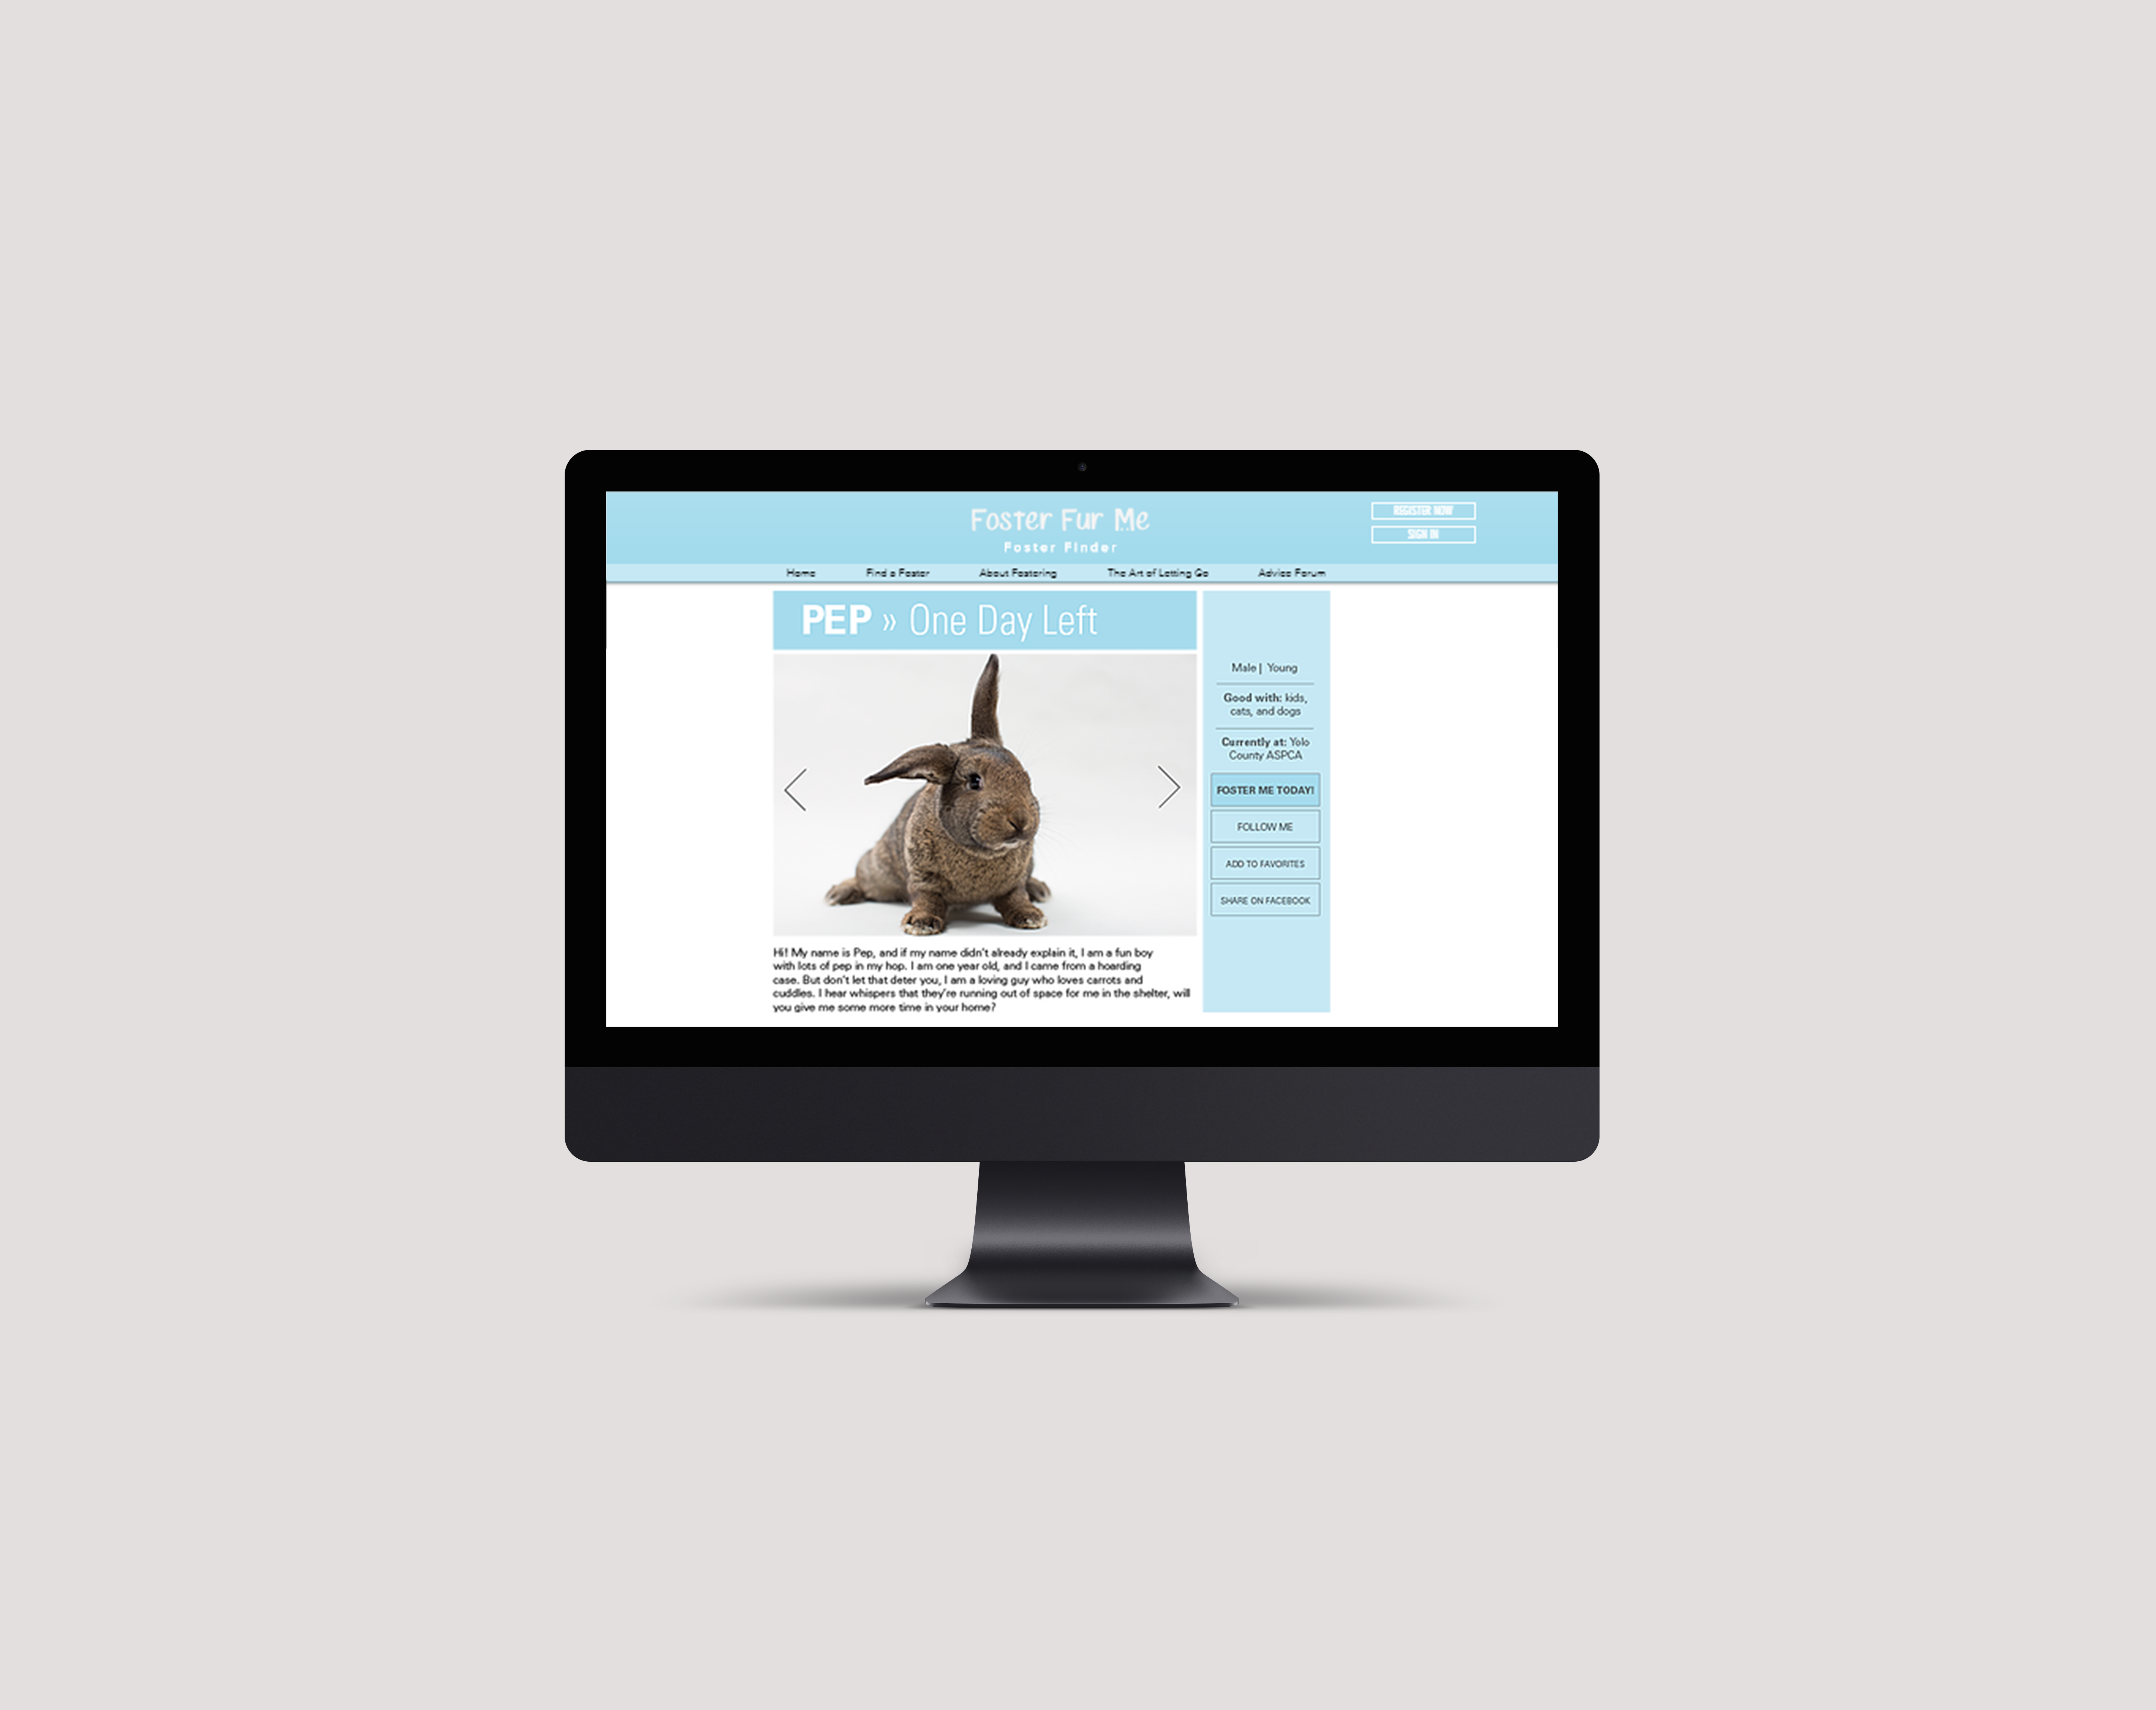 Foster Fur Me
Foster Finder
REGISTER NOW
SIGN IN
Home Find a Foster About Fostering The Art of Letting Go Advice Forum
PEP » One Day Left
Male | Young
Good with: kids,
cats, and dogs
Currently at: Yolo
County ASPCA
FOSTER ME TODAY!
FOLLOW ME
ADD TO FAVORITES
SHARE ON FACEBOOK
Hi! My name is Pep, and if my name didn't already explain it, I am a fun boy
with lots of pep in my hop. I am one year old, and I came from a hoarding
case. But don't let that deter you, I am a loving guy who loves carrots and
cuddles. I hear whispers that they're running out of space for me in the shelter, will
you give me some more time in your home?